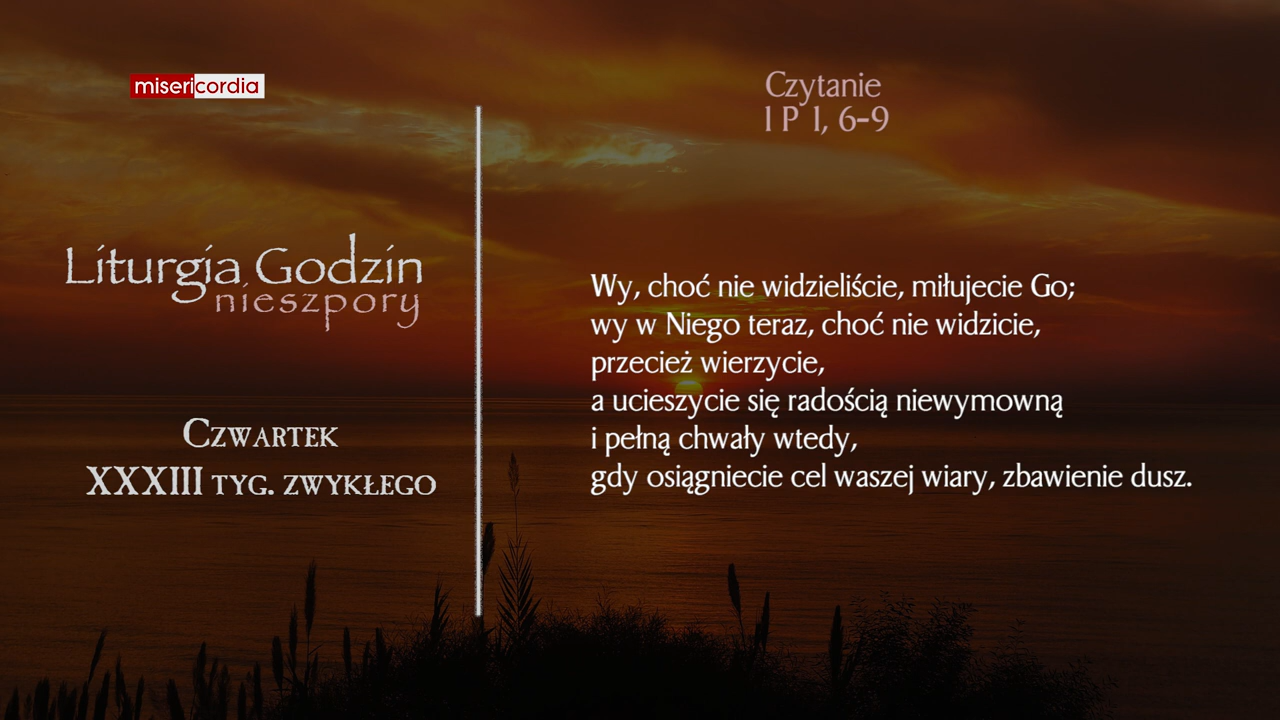 misericordia
Czytanie
1 P 1, 6-9
Liturgia Godzin
nieszpory
Czwartek
XXXIII tyg. zwykłego
Wy, choć nie widzieliście, miłujecie Go;
wy w Niego teraz, choć nie widzicie,
przecież wierzycie,
a ucieszycie się radością niewymowną
i pełną chwały wtedy,
gdy osiągniecie cel waszej wiary, zbawienie dusz.